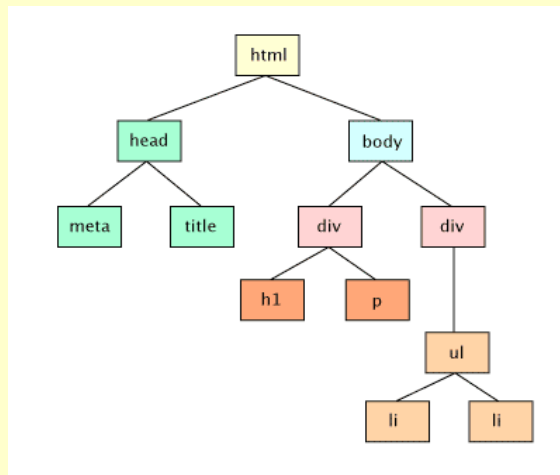 html
head body
meta title div div
h1 p
ul
li li